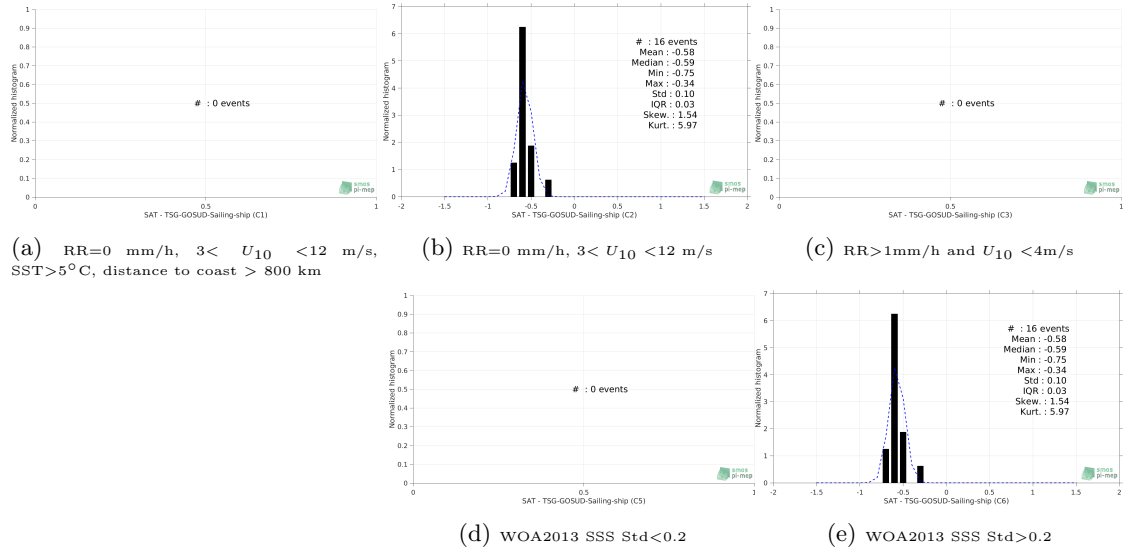 1
0.9
0.8
0.7
0.6
0.5
0.4
0.3
0.2
0.1
0
Normalized histogram
# : 0 events
smos
pi-mep
0 0.5 1
SAT - TSG-GOSUD-Sailing-ship (C1)
(a) RR=0 mm/h, 3< U10 <12 m/s,
SST>5°C, distance to coast > 800 km
7
6
5
4
3
2
1
0
Normalized histogram
# : 16 events
Mean : -0.58
Median : -0.59
Min : -0.75
Max : -0.34
Std : 0.10
IQR : 0.03
Skew. : 1.54
Kurt. : 5.97
smos
pi-mep
-2 -1.5 -1 -0.5 0 0.5 1 1.5 2
SAT - TSG-GOSUD-Sailing-ship (C2)
(b) RR=0 mm/h, 3< U10 <12 m/s
1
0.9
0.8
0.7
0.6
0.5
0.4
0.3
0.2
0.1
0
Normalized histogram
# : 0 events
smos
pi-mep
0 0.5 1
SAT - TSG-GOSUD-Sailing-ship (C3)
(c) RR>1mm/h and U10 <4m/s
1
0.9
0.8
0.7
0.6
0.5
0.4
0.3
0.2
0.1
0
Normalized histogram
# : 0 events
smos
pi-mep
0 0.5 1
SAT - TSG-GOSUD-Sailing-ship (C5)
(d) WOA2013 SSS Std<0.2
7
6
5
4
3
2
1
0
Normalized histogram
# : 16 events
Mean : -0.58
Median : -0.59
Min : -0.75
Max : -0.34
Std : 0.10
IQR : 0.03
Skew. : 1.54
Kurt. : 5.97
smos
pi-mep
-2 -1.5 -1 -0.5 0 0.5 1 1.5 2
SAT - TSG-GOSUD-Sailing-ship (C6)
(e) WOA2013 SSS Std>0.2